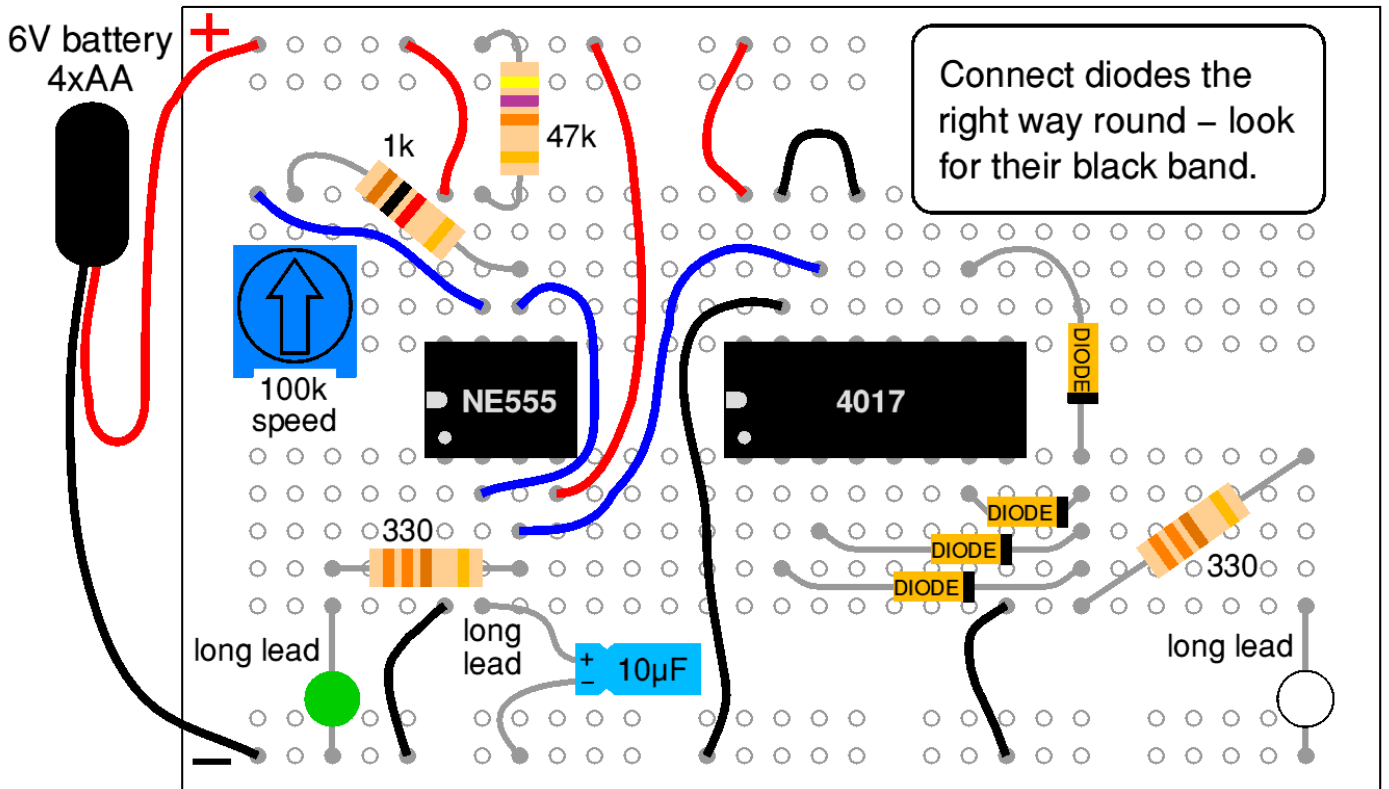 6V battery
4xAA
+
Connect diodes the
right way round – look
for their black band.
1k
47k
100k
speed
NE555
4017
DIODE
330
DIODE
DIODE
DIODE
330
long lead
long
lead
+
−
10µF
long lead
−